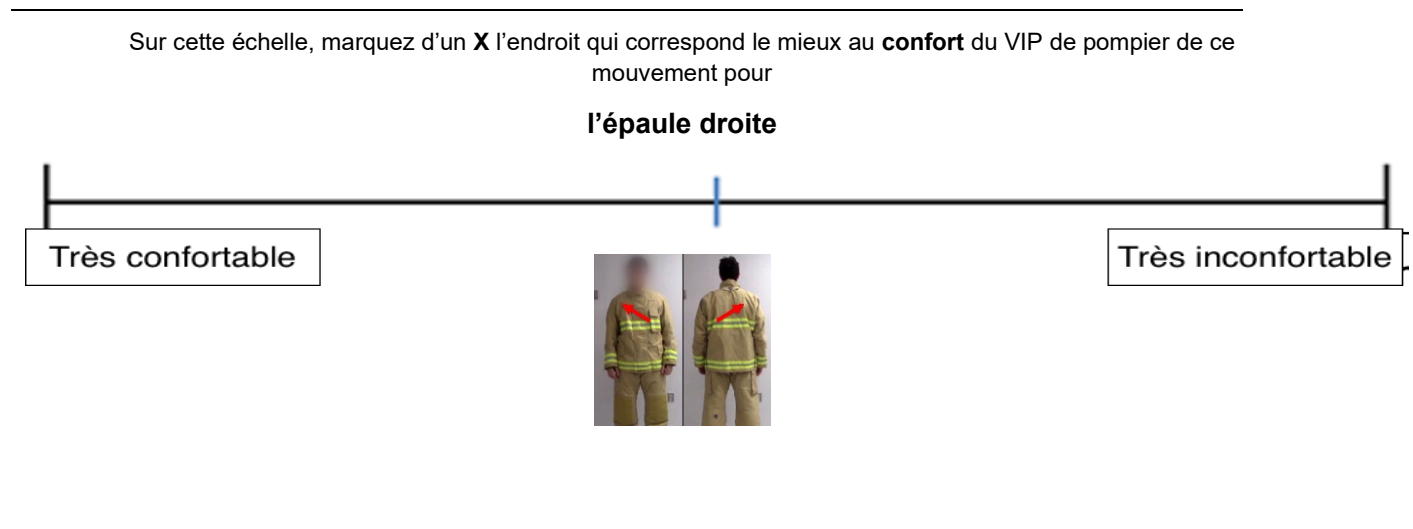 Sur cette échelle, marquez d’un X l’endroit qui correspond le mieux au confort du VIP de pompier de ce
mouvement pour
l’épaule droite
Très confortable
Très inconfortable